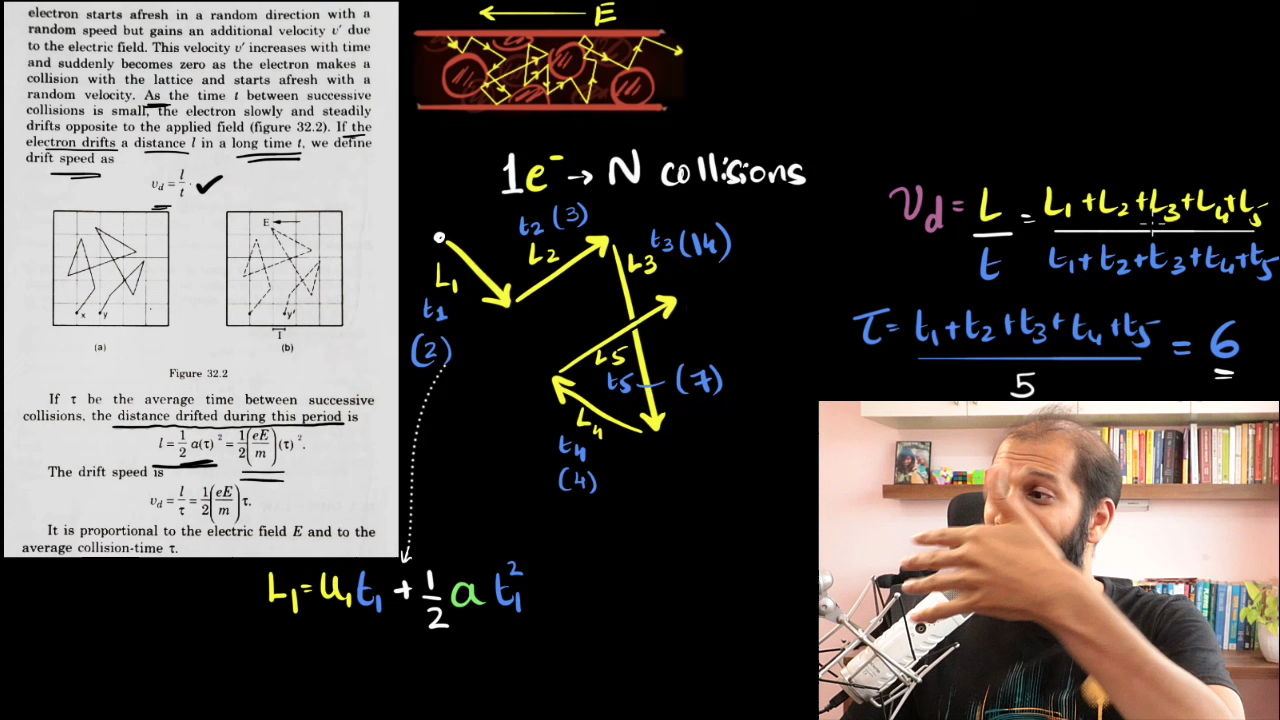 electron starts afresh in a random direction with a
random speed but gains an additional velocity v′ due
to the electric field. This velocity v′ increases with time
and suddenly becomes zero as the electron makes a
collision with the lattice and starts afresh with a
random velocity. As the time t between successive
collisions is small, the electron slowly and steadily
drifts opposite to the applied field (figure 32.2). If the
electron drifts a distance l in a long time t, we define
drift speed as
v_d = l/t ·
E
x y
y′
l
(a) (b)
Figure 32.2
If τ be the average time between successive
collisions, the distance drifted during this period is
l = 1/2 a(τ)² = 1/2 (eE/m) (τ)².
The drift speed is
v_d = l/τ = 1/2 (eE/m) τ.
It is proportional to the electric field E and to the
average collision-time τ.
E
1e⁻ → N collisions
t2 (3)
L2
t3 (14)
L3
L1
t1
(2)
L5
t5 (7)
L4
t4
(4)
L1 = u1t1 + 1/2 a t1²
v_d = L/t = L1+L2+L3+L4+L5 / t1+t2+t3+t4+t5
τ = t1+t2+t3+t4+t5 / 5 = 6